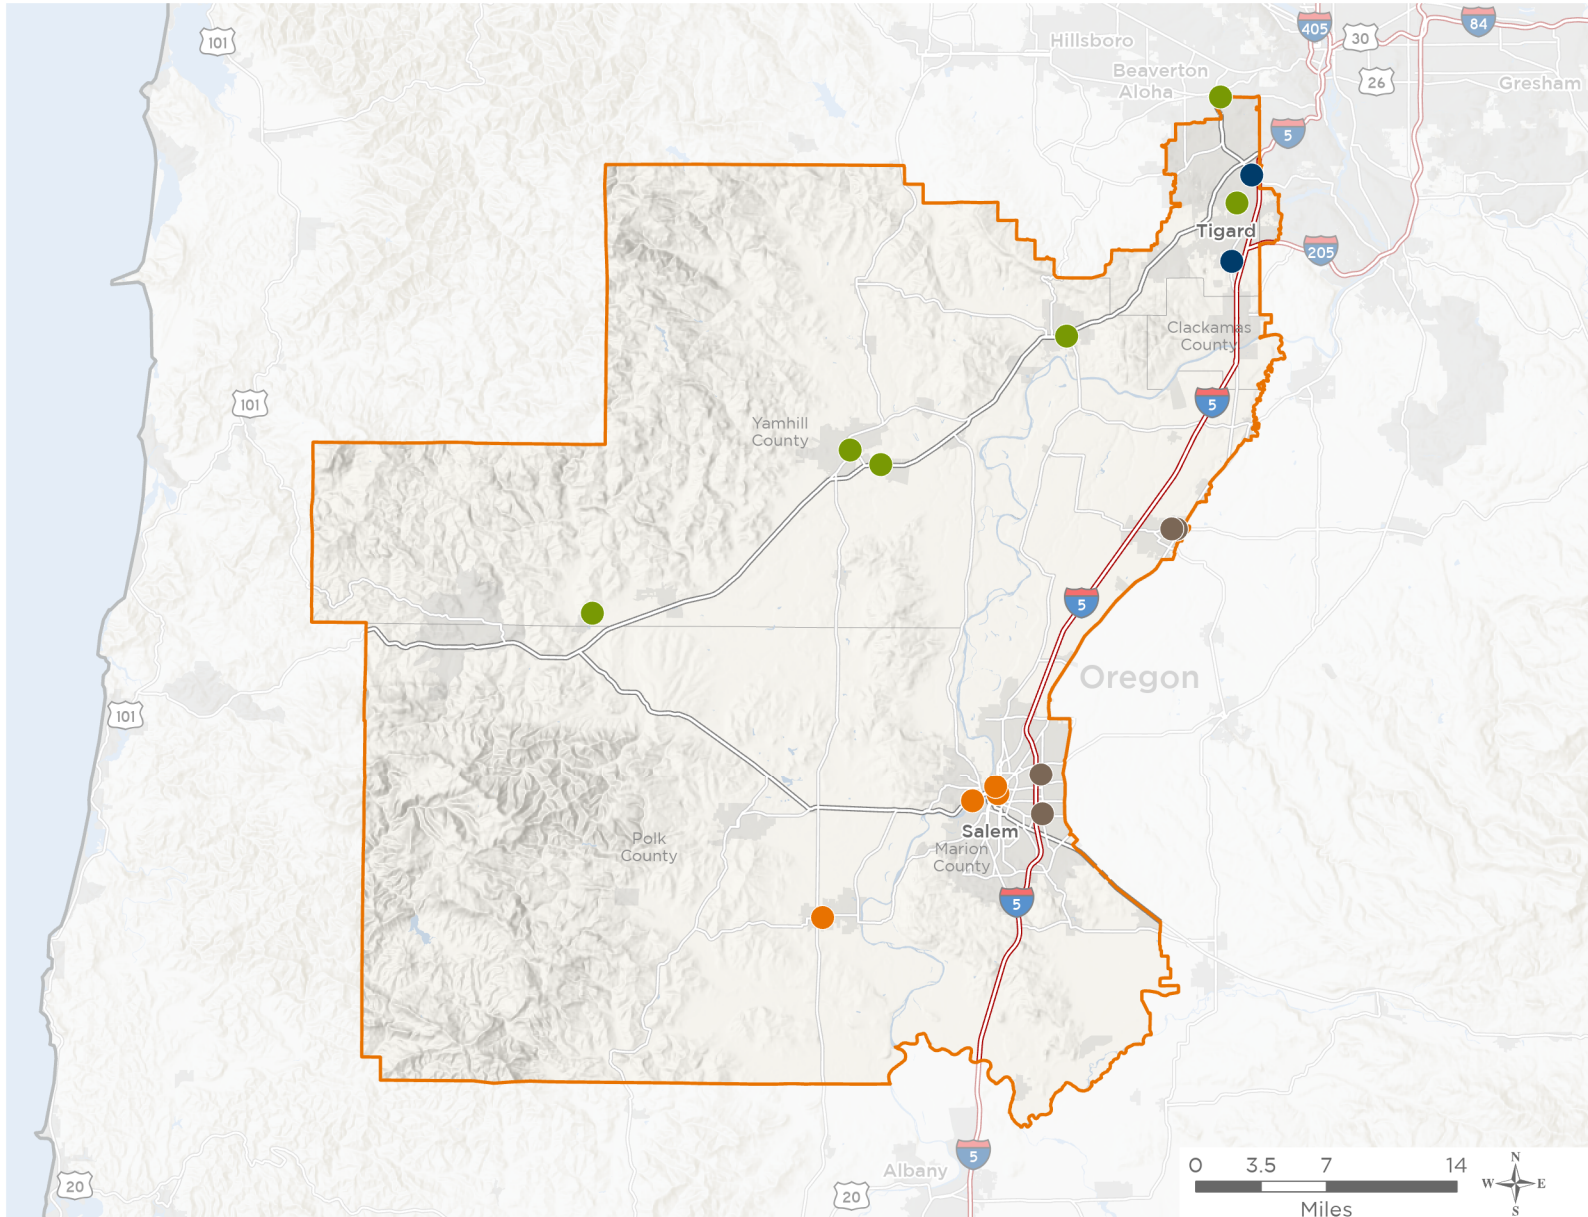 101
405
30
84
Hillsboro
Beaverton
Aloha
26
Gresham
5
Tigard
205
Clackamas
County
101
5
Yamhill
County
5
Oregon
101
Salem
Polk
County
Marion
County
5
5
Albany
20
20
0 3.5 7 14
Miles
N
W E
S